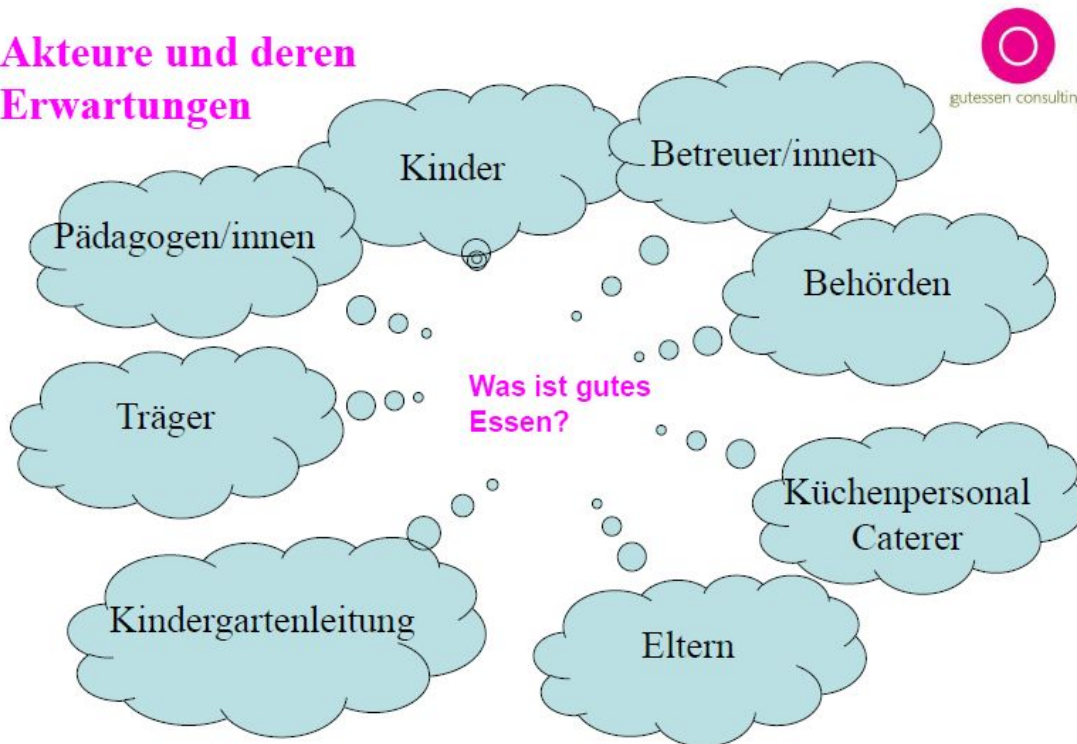 Akteure und deren
Erwartungen
gutessen consultin
Kinder
Betreuer/innen
Pädagogen/innen
Behörden
Was ist gutes
Essen?
Träger
Küchenpersonal
Caterer
Kindergartenleitung
Eltern